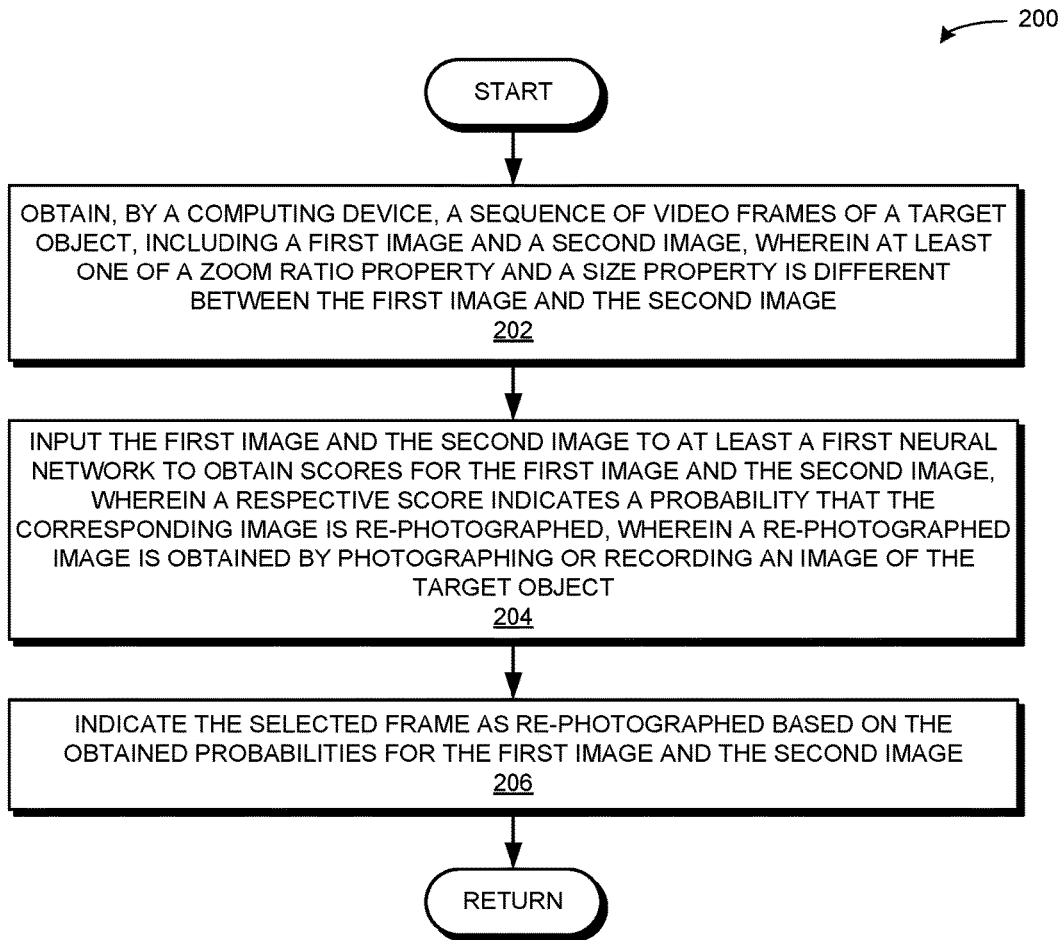 200
START
OBTAIN, BY A COMPUTING DEVICE, A SEQUENCE OF VIDEO FRAMES OF A TARGET
OBJECT, INCLUDING A FIRST IMAGE AND A SECOND IMAGE, WHEREIN AT LEAST
ONE OF A ZOOM RATIO PROPERTY AND A SIZE PROPERTY IS DIFFERENT
BETWEEN THE FIRST IMAGE AND THE SECOND IMAGE
202
INPUT THE FIRST IMAGE AND THE SECOND IMAGE TO AT LEAST A FIRST NEURAL
NETWORK TO OBTAIN SCORES FOR THE FIRST IMAGE AND THE SECOND IMAGE,
WHEREIN A RESPECTIVE SCORE INDICATES A PROBABILITY THAT THE
CORRESPONDING IMAGE IS RE-PHOTOGRAPHED, WHEREIN A RE-PHOTOGRAPHED
IMAGE IS OBTAINED BY PHOTOGRAPHING OR RECORDING AN IMAGE OF THE
TARGET OBJECT
204
INDICATE THE SELECTED FRAME AS RE-PHOTOGRAPHED BASED ON THE
OBTAINED PROBABILITIES FOR THE FIRST IMAGE AND THE SECOND IMAGE
206
RETURN